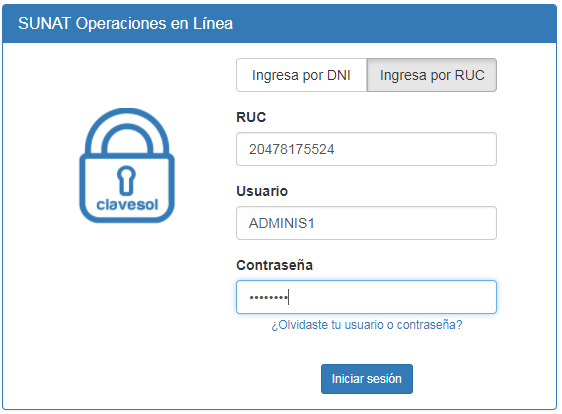 SUNAT Operaciones en Línea
Ingresa por DNI
Ingresa por RUC
RUC
20478175524
Usuario
ADMINIS1
Contraseña
••••••••
¿Olvidaste tu usuario o contraseña?
Iniciar sesión
clavesol